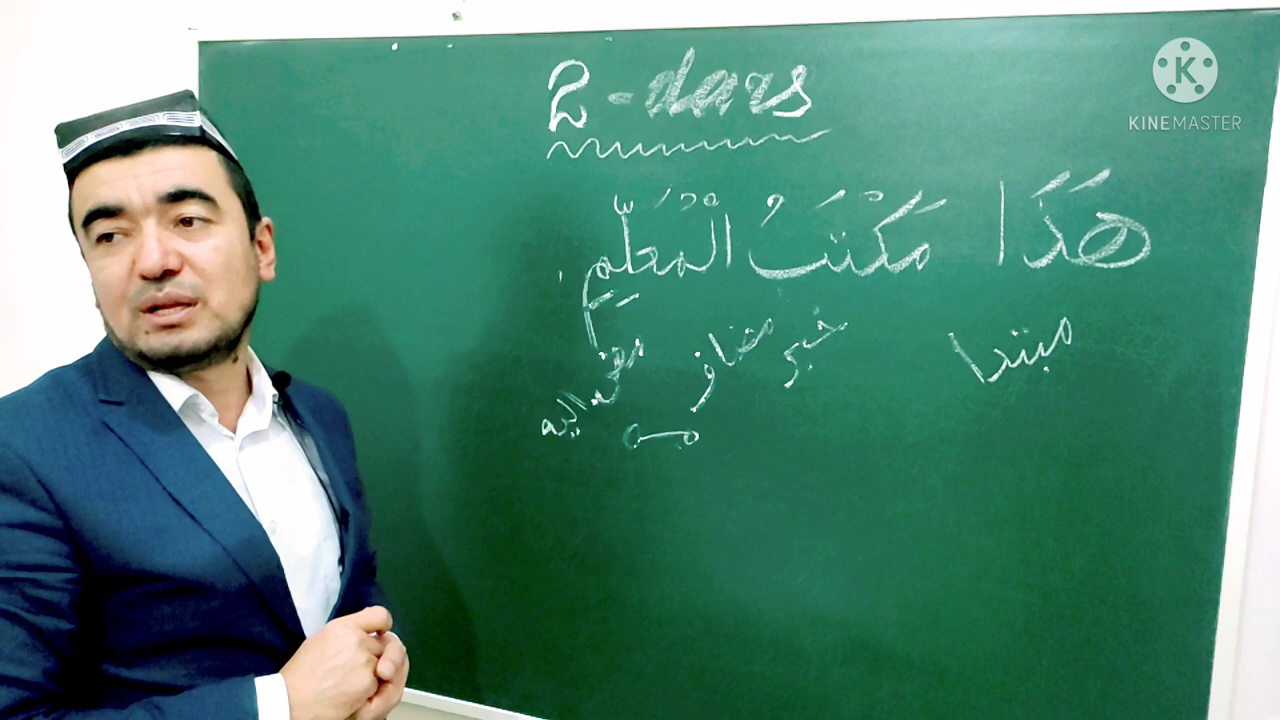 2-dars
هَذَا مَكْتَبُ الْمُعَلِّمِ
مبتدا خبر مضاف مضاف
اليه
KINEMASTER